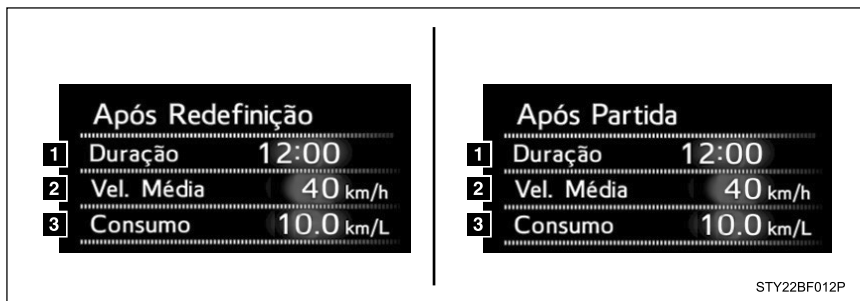 Após Redefinição
1 Duração 12:00
2 Vel. Média 40 km/h
3 Consumo 10.0 km/L
Após Partida
1 Duração 12:00
2 Vel. Média 40 km/h
3 Consumo 10.0 km/L
STY22BF012P